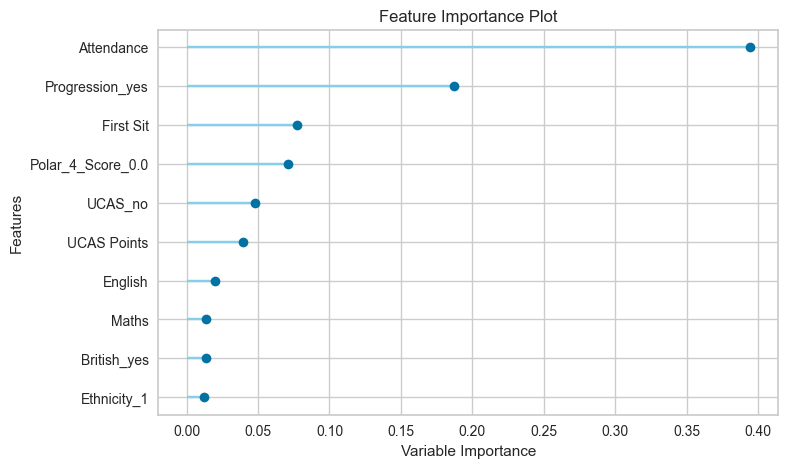 Feature Importance Plot
Features
Attendance
Progression_yes
First Sit
Polar_4_Score_0.0
UCAS_no
UCAS Points
English
Maths
British_yes
Ethnicity_1
0.00 0.05 0.10 0.15 0.20 0.25 0.30 0.35 0.40
Variable Importance